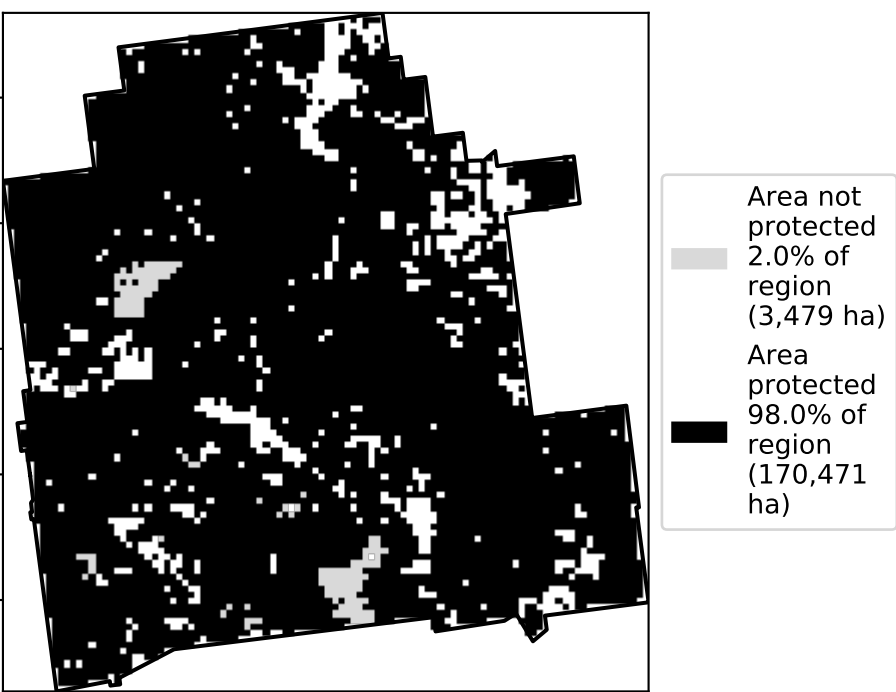 Area not
protected
2.0% of
region
(3,479 ha)
Area
protected
98.0% of
region
(170,471
ha)